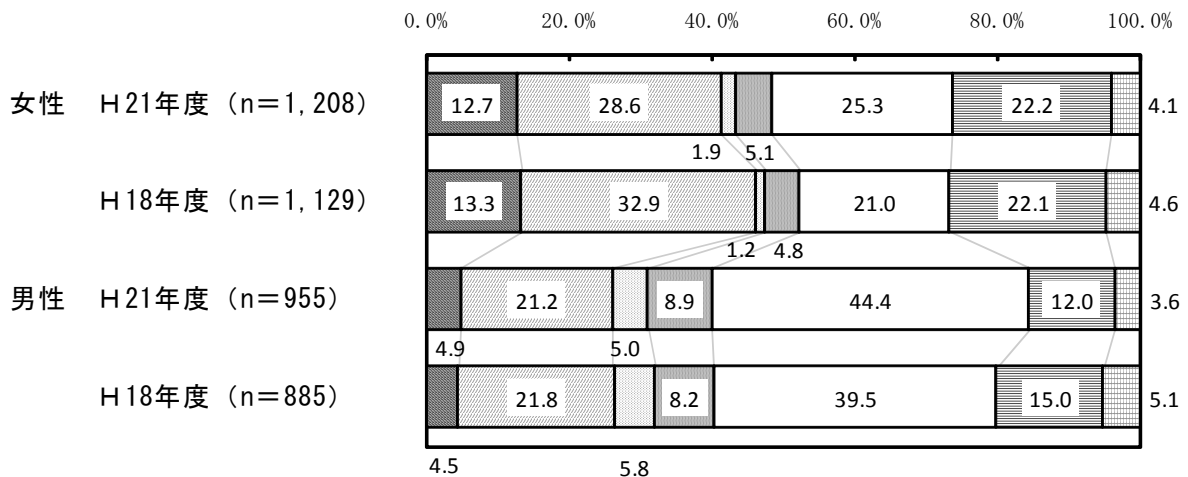 0.0% 20.0% 40.0% 60.0% 80.0% 100.0%
女性 H21年度（n＝1,208） 12.7 28.6 25.3 22.2 4.1
1.9 5.1
H18年度（n＝1,129） 13.3 32.9 21.0 22.1 4.6
1.2 4.8
男性 H21年度（n＝955） 21.2 8.9 44.4 12.0 3.6
4.9 5.0
H18年度（n＝885） 21.8 8.2 39.5 15.0 5.1
4.5 5.8